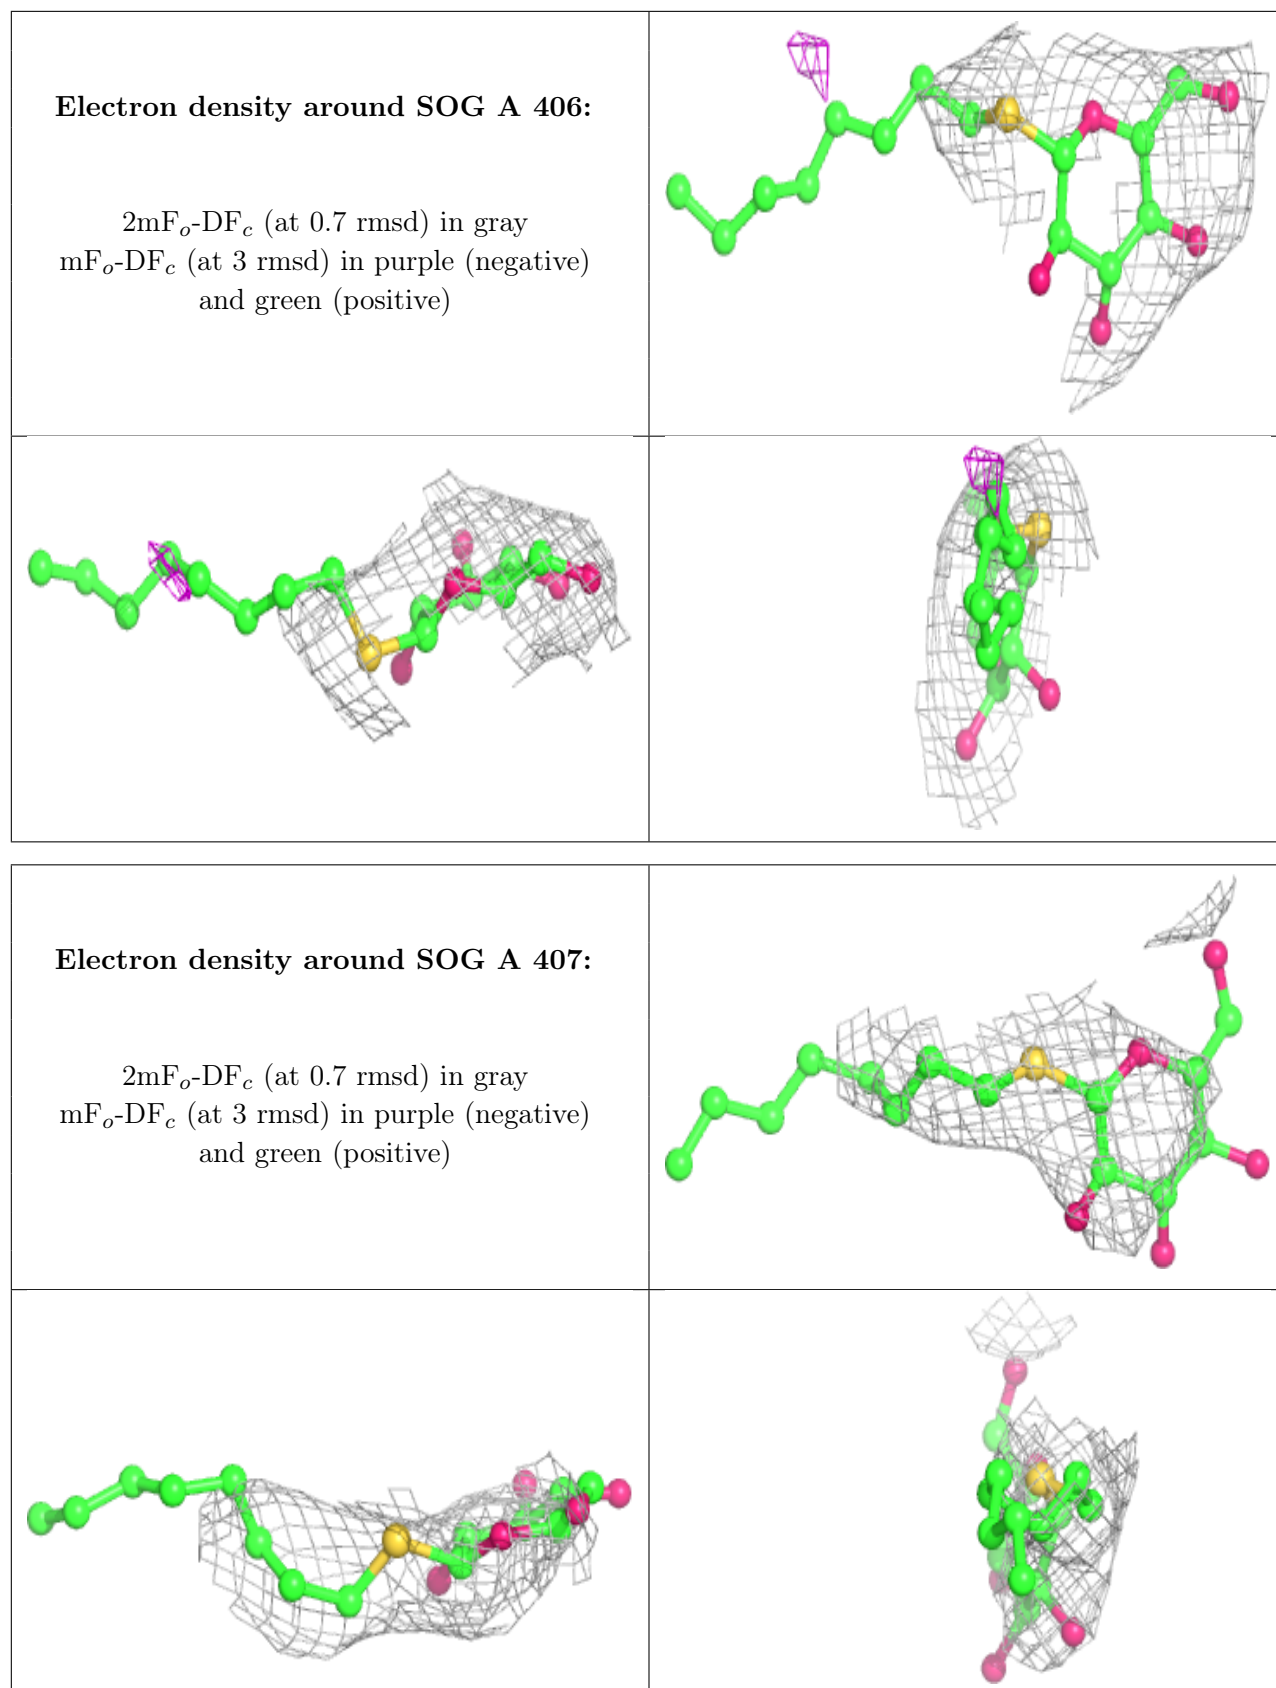 Electron density around SOG A 406:
2mFo-DFc (at 0.7 rmsd) in gray
mFo-DFc (at 3 rmsd) in purple (negative)
and green (positive)
Electron density around SOG A 407:
2mFo-DFc (at 0.7 rmsd) in gray
mFo-DFc (at 3 rmsd) in purple (negative)
and green (positive)